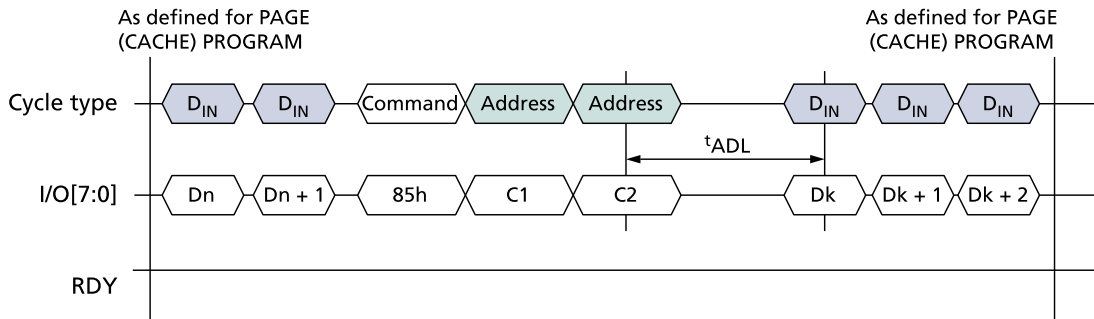 As defined for PAGE
(CACHE) PROGRAM
As defined for PAGE
(CACHE) PROGRAM
Cycle type
DIN
DIN
Command
Address
Address
DIN
DIN
DIN
tADL
I/O[7:0]
Dn
Dn + 1
85h
C1
C2
Dk
Dk + 1
Dk + 2
RDY